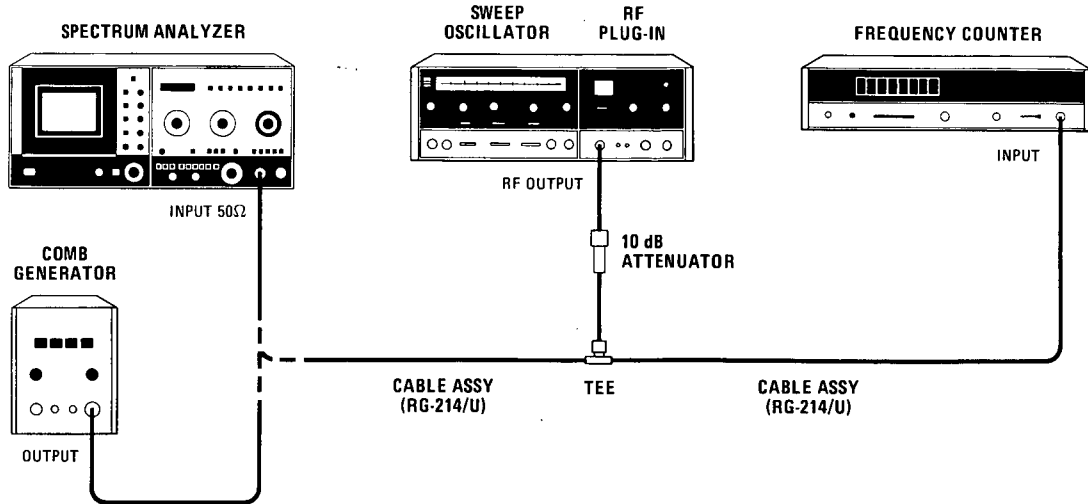 SPECTRUM ANALYZER
SWEEP
OSCILLATOR
RF
PLUG-IN
FREQUENCY COUNTER
INPUT 50Ω
RF OUTPUT
INPUT
COMB
GENERATOR
10 dB
ATTENUATOR
OUTPUT
CABLE ASSY
(RG-214/U)
TEE
CABLE ASSY
(RG-214/U)